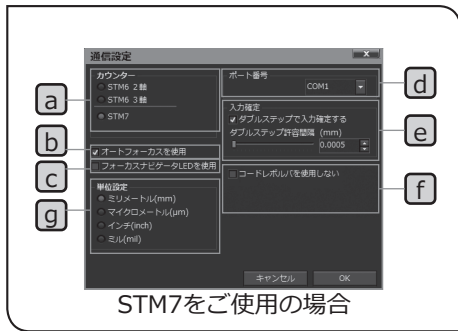 通信設定
カウンター
STM6 2軸
STM6 3軸
STM7
オートフォーカスを使用
フォーカスナビゲータLEDを使用
単位設定
ミリメートル(mm)
マイクロメートル(μm)
インチ(inch)
ミル(mil)
ポート番号
COM1
入力確定
ダブルステップで入力確定する
ダブルステップ許容間隔 (mm)
0.0005
コードレボルバを使用しない
キャンセル
OK
a
b
c
g
d
e
f
STM7をご使用の場合